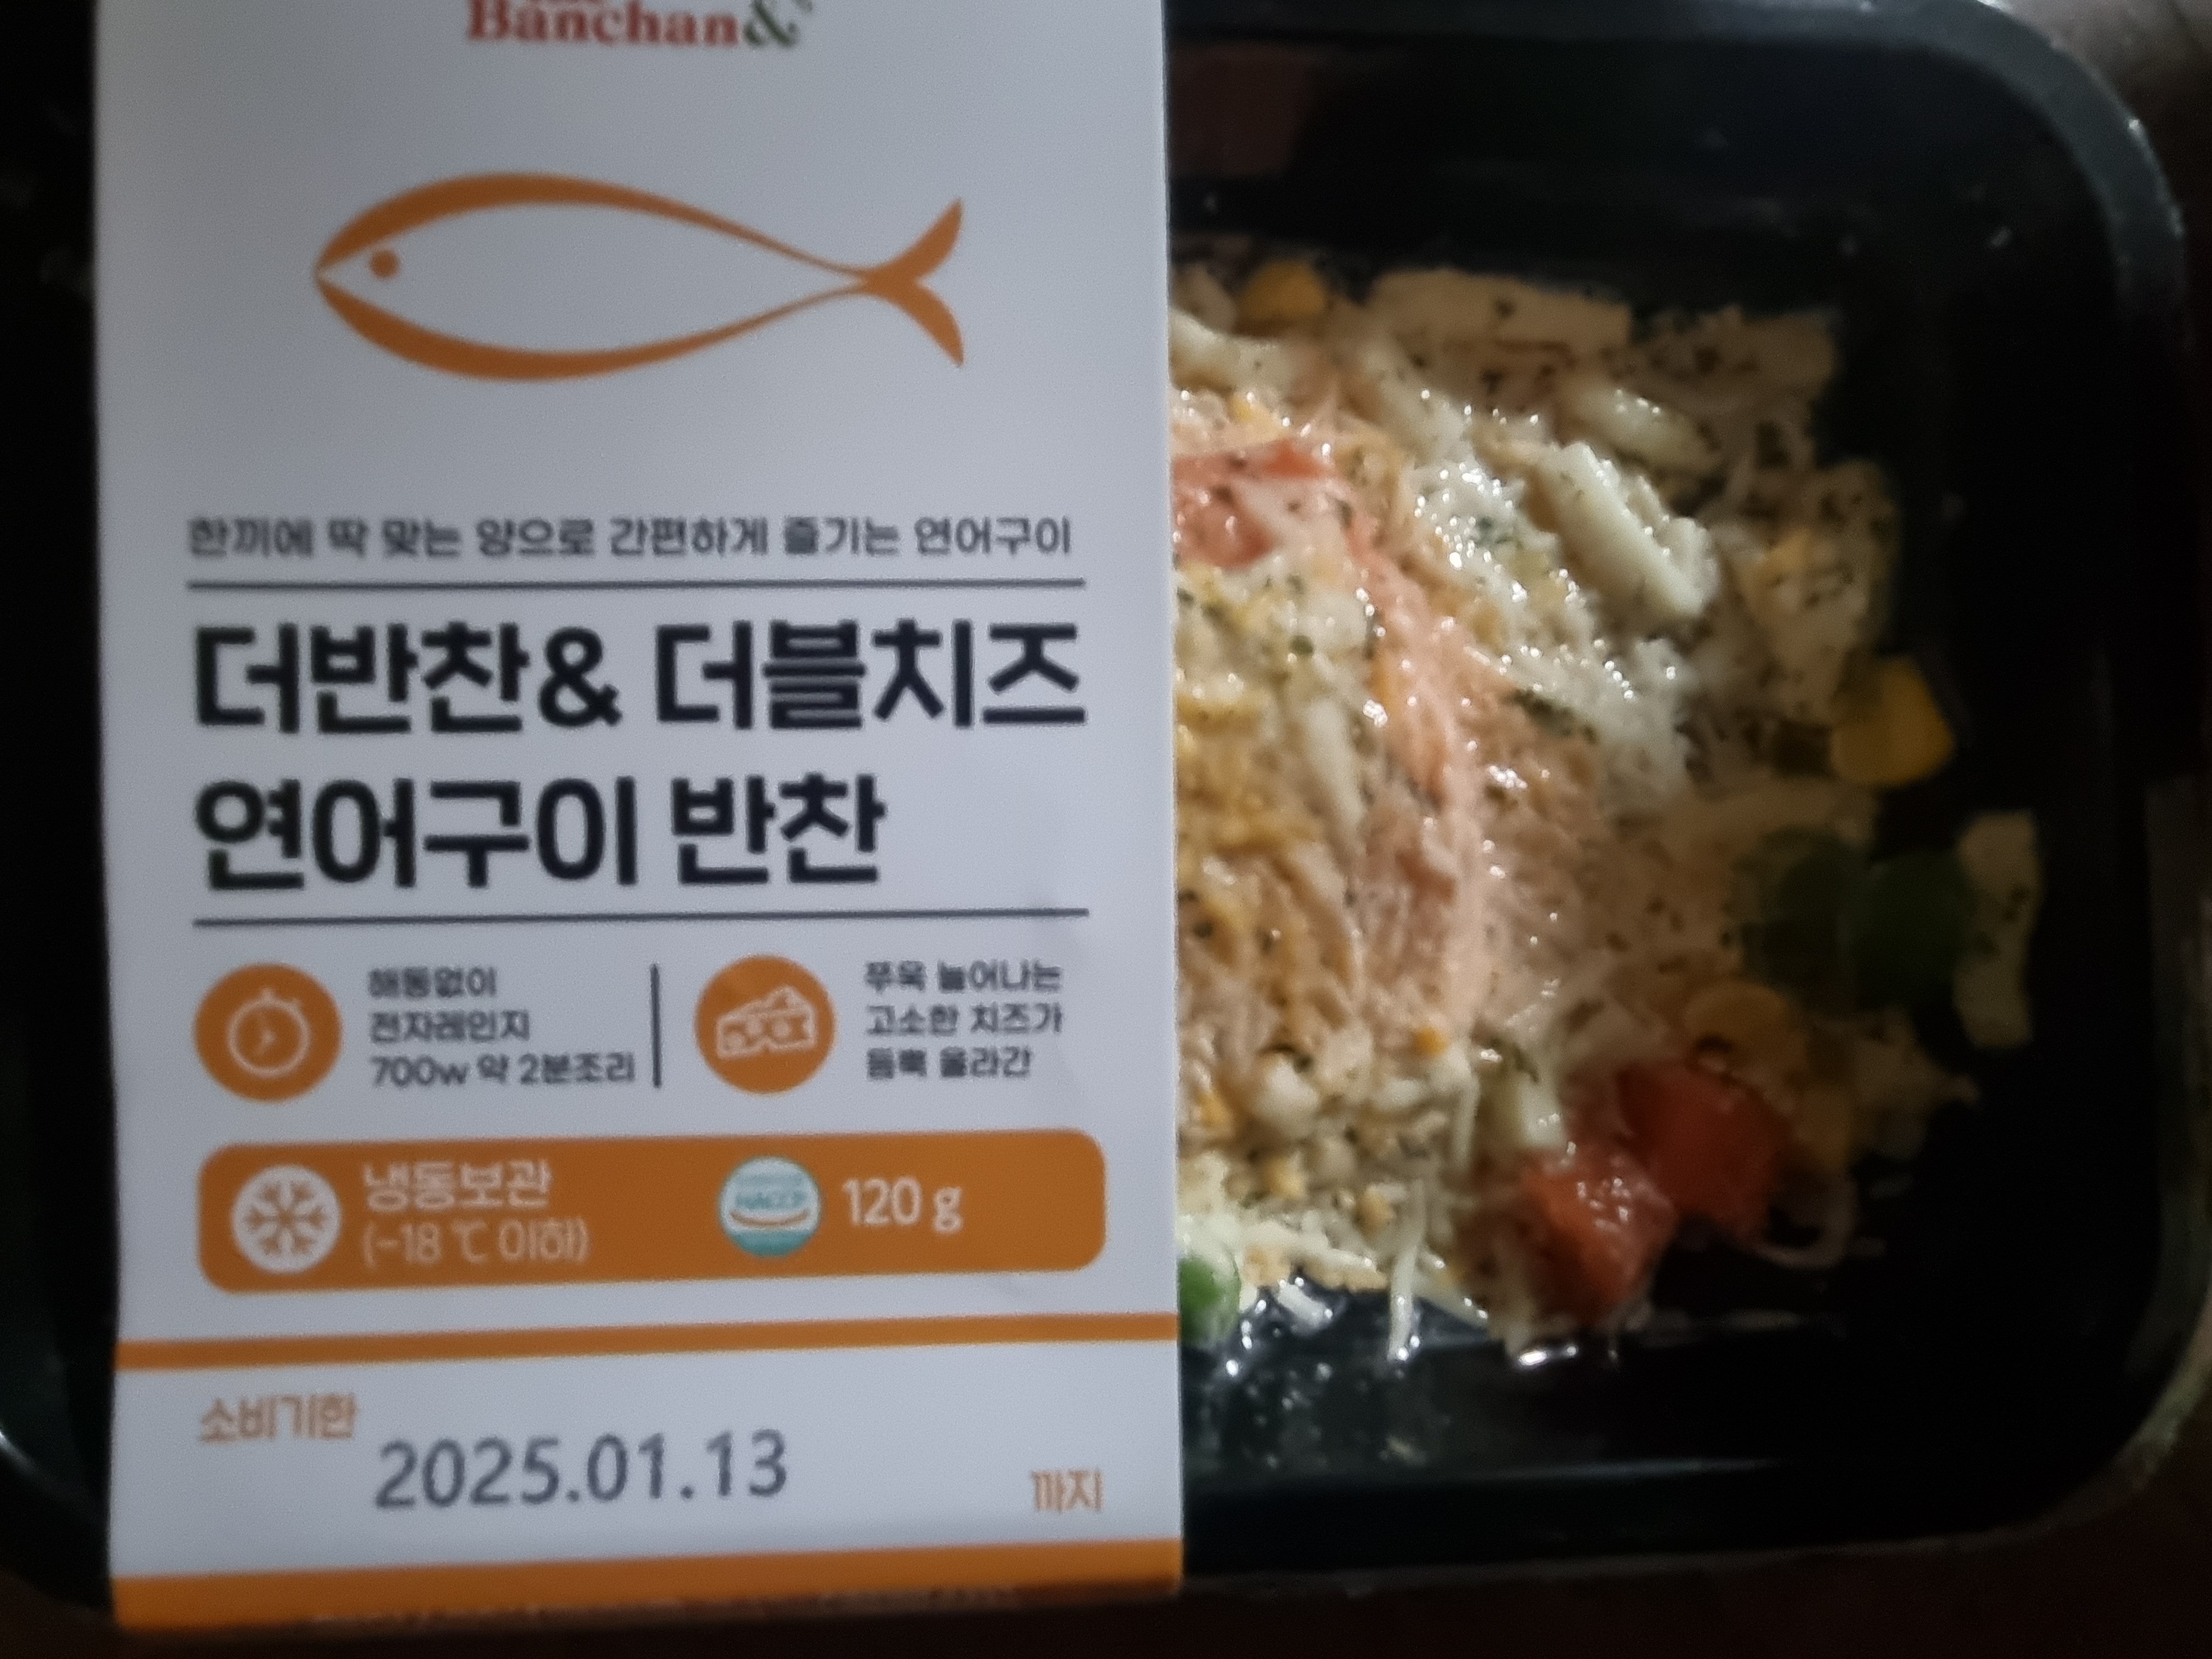 Banchan&
한끼에 딱 맞는 양으로 간편하게 즐기는 연어구이
더반찬& 더블치즈
연어구이 반찬
해동없이
전자레인지
700w 약 2분조리
쭈욱 늘어나는
고소한 치즈가
듬뿍 올라간
냉동보관
(-18 ℃ 이하)
HACCP
120 g
소비기한
2025.01.13
까지